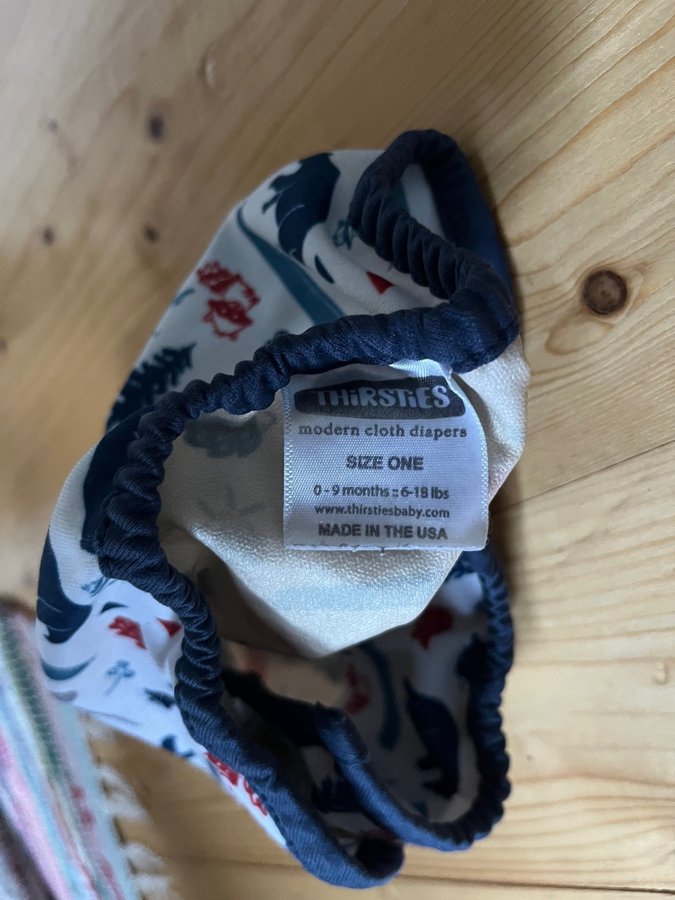 THIRSTIES
modern cloth diapers
SIZE ONE
0 - 9 months :: 6-18 lbs
www.thirstiesbaby.com
MADE IN THE USA